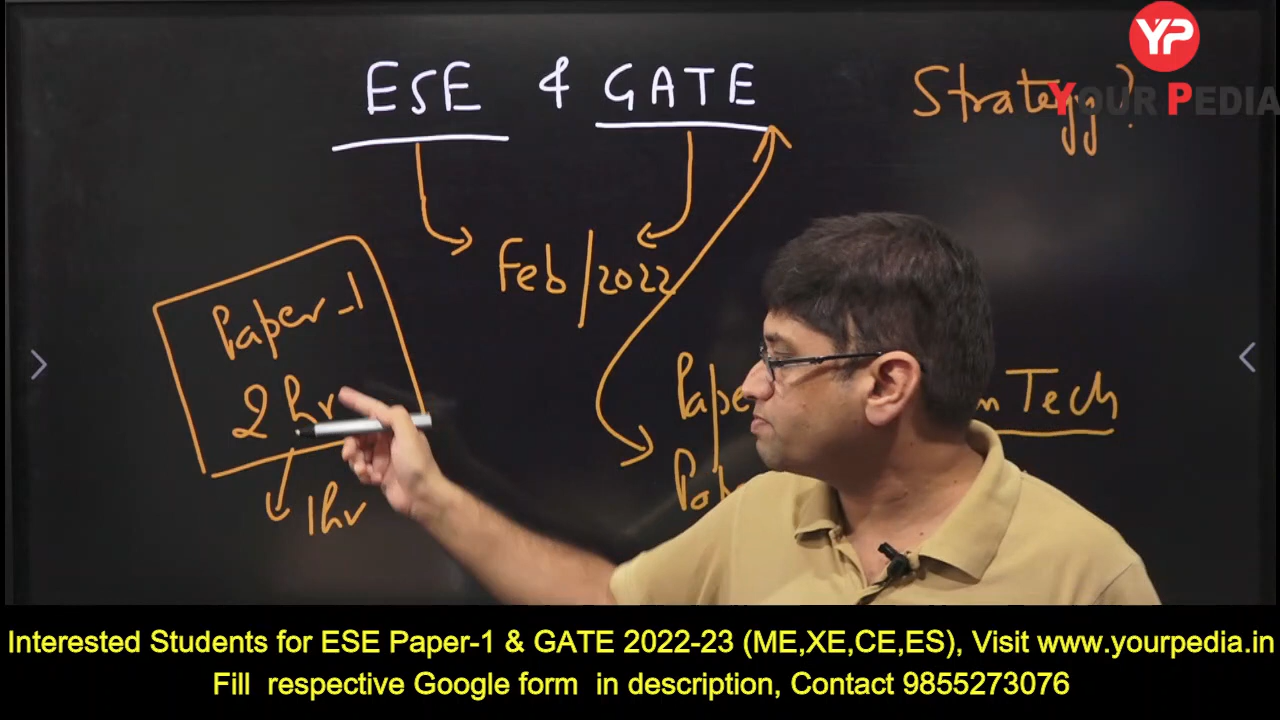 YP
YOUR PEDIA
ESE & GATE
Strategy?
Feb/2022
Paper-1
2 hr
1hr
Tech
Interested Students for ESE Paper-1 & GATE 2022-23 (ME,XE,CE,ES), Visit www.yourpedia.in
Fill respective Google form in description, Contact 9855273076